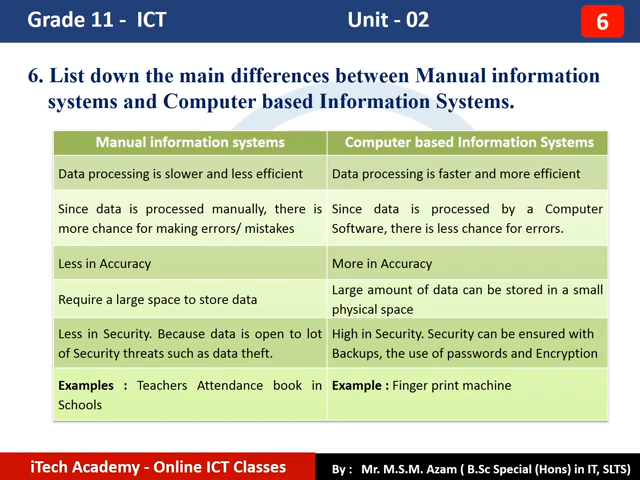 Grade 11 - ICT
Unit - 02
6
6. List down the main differences between Manual information
systems and Computer based Information Systems.
Manual information systems
Computer based Information Systems
Data processing is slower and less efficient
Data processing is faster and more efficient
Since data is processed manually, there is
more chance for making errors/ mistakes
Since data is processed by a Computer
Software, there is less chance for errors.
Less in Accuracy
More in Accuracy
Require a large space to store data
Large amount of data can be stored in a small
physical space
Less in Security. Because data is open to lot
of Security threats such as data theft.
High in Security. Security can be ensured with
Backups, the use of passwords and Encryption
Examples : Teachers Attendance book in
Schools
Example : Finger print machine
iTech Academy - Online ICT Classes
By : Mr. M.S.M. Azam ( B.Sc Special (Hons) in IT, SLTS)